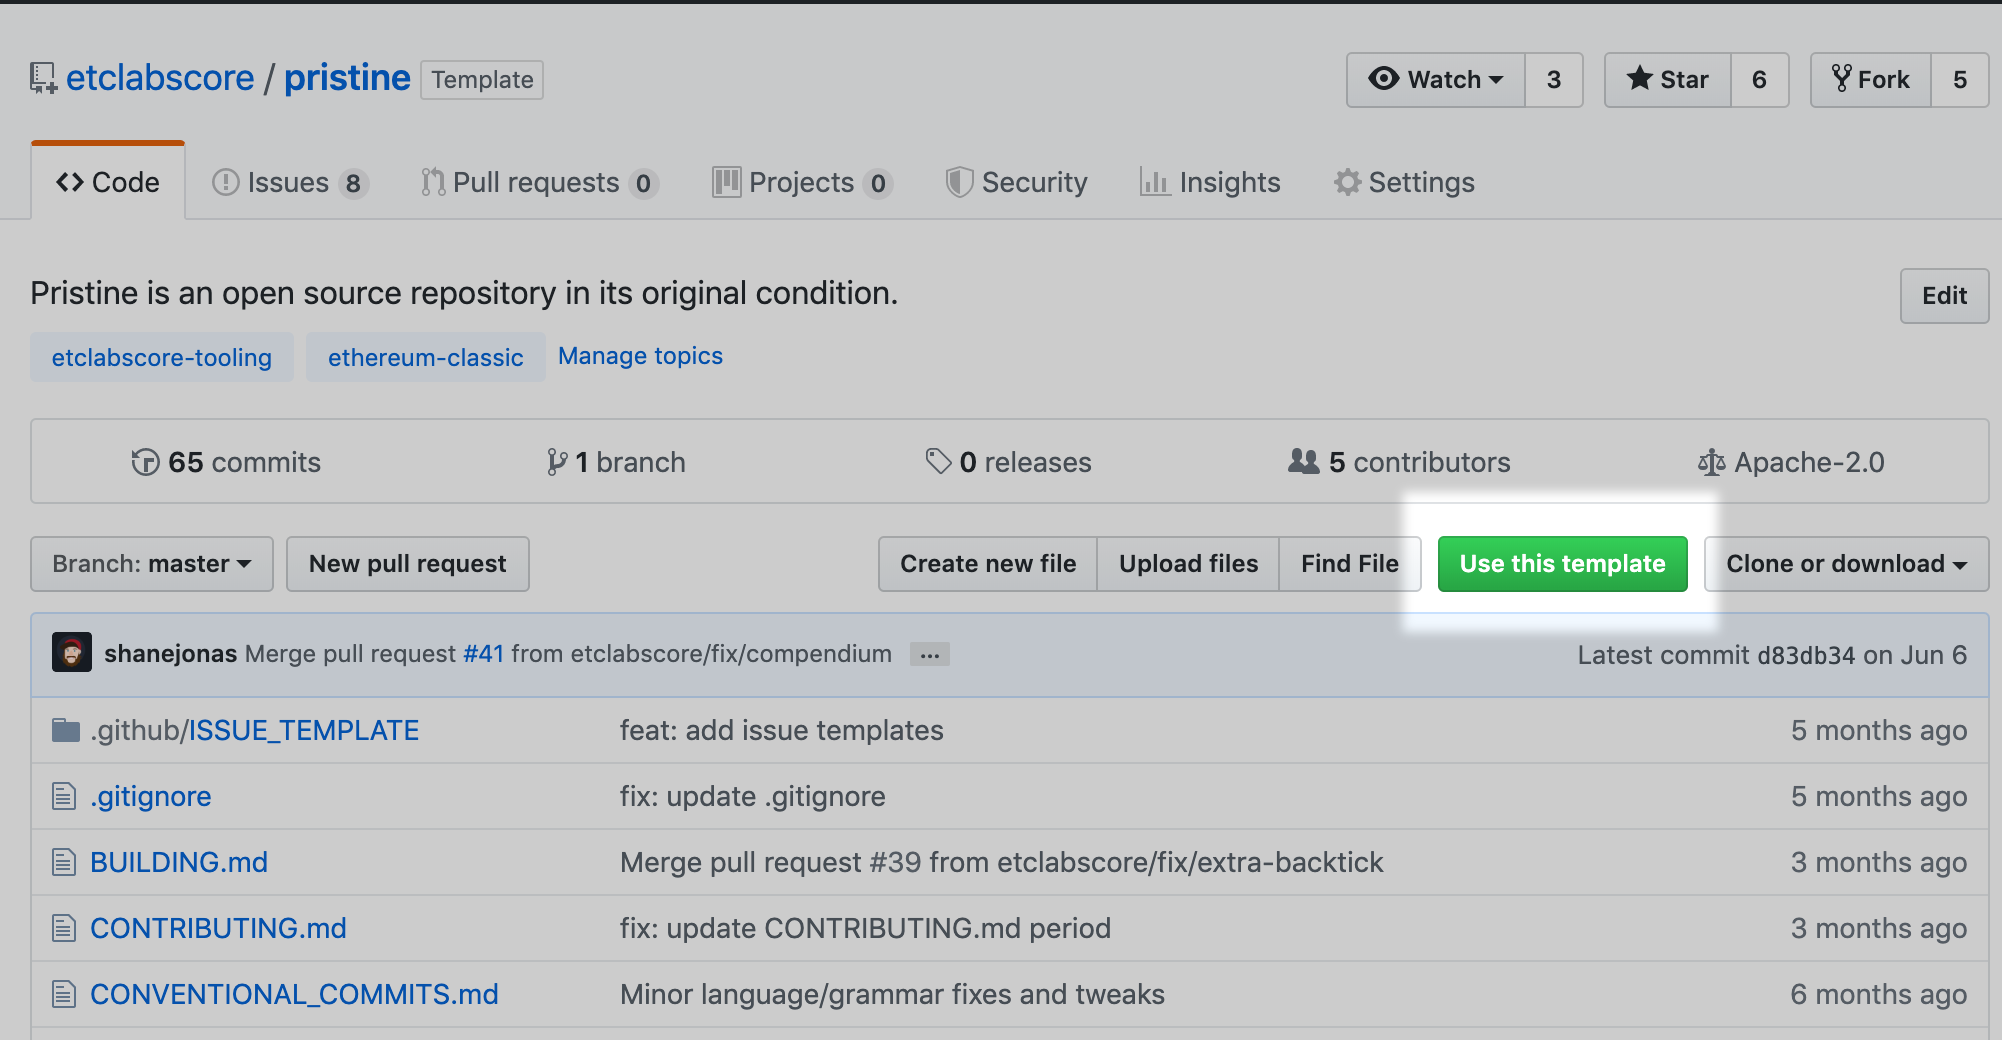 etclabscore / pristine Template Watch 3 Star 6 Fork 5
Code Issues 8 Pull requests 0 Projects 0 Security Insights Settings
Pristine is an open source repository in its original condition. Edit
etclabscore-tooling ethereum-classic Manage topics
65 commits 1 branch 0 releases 5 contributors Apache-2.0
Branch: master New pull request Create new file Upload files Find File Use this template Clone or download
shanejonas Merge pull request #41 from etclabscore/fix/compendium ... Latest commit d83db34 on Jun 6
.github/ISSUE_TEMPLATE feat: add issue templates 5 months ago
.gitignore fix: update .gitignore 5 months ago
BUILDING.md Merge pull request #39 from etclabscore/fix/extra-backtick 3 months ago
CONTRIBUTING.md fix: update CONTRIBUTING.md period 3 months ago
CONVENTIONAL_COMMITS.md Minor language/grammar fixes and tweaks 6 months ago